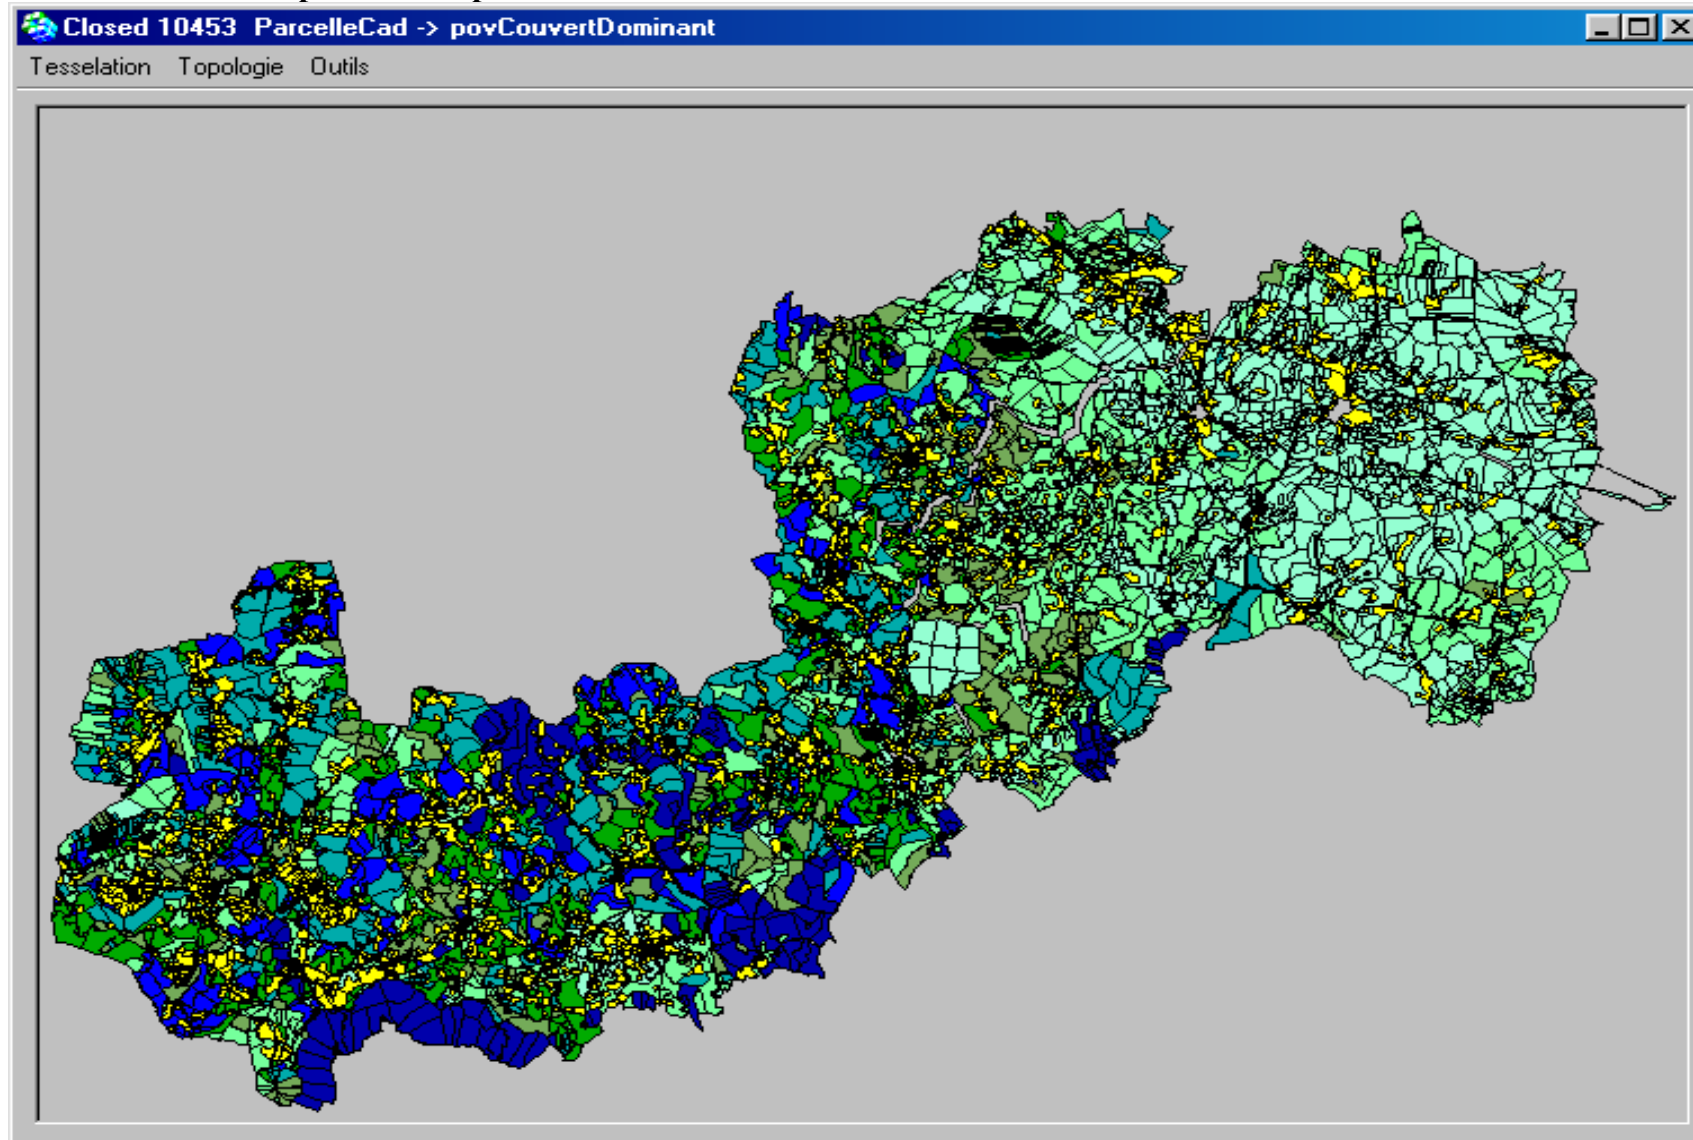 Closed 10453 ParcelleCad -> povCouvertDominant
Tesselation Topologie Outils